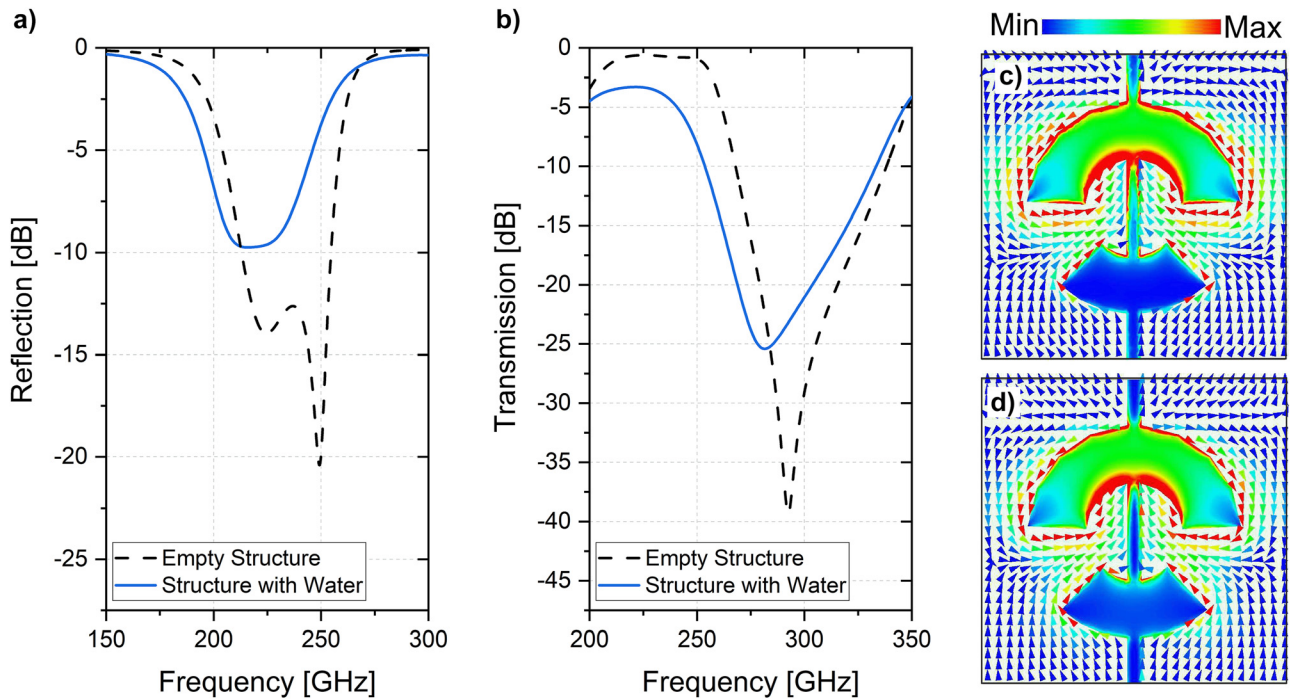 a)
0
-5
-10
-15
-20
-25
Reflection [dB]
Empty Structure
Structure with Water
150
200
250
300
Frequency [GHz]
b)
0
-5
-10
-15
-20
-25
-30
-35
-40
-45
Transmission [dB]
Empty Structure
Structure with Water
200
250
300
350
Frequency [GHz]
Min
Max
c)
d)